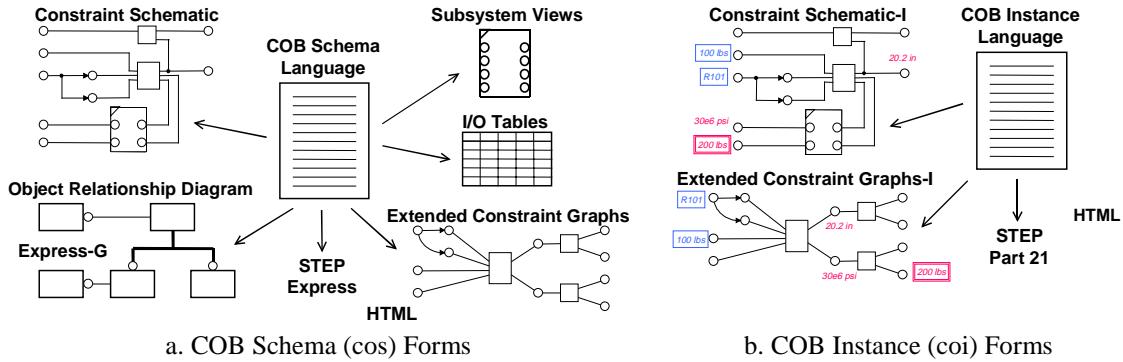 Constraint Schematic
COB Schema
Language
Subsystem Views
I/O Tables
Object Relationship Diagram
Express-G
STEP
Express
HTML
Extended Constraint Graphs
a. COB Schema (cos) Forms
Constraint Schematic-I
100 lbs
R101
20.2 in
30e6 psi
200 lbs
COB Instance
Language
Extended Constraint Graphs-I
R101
100 lbs
20.2 in
30e6 psi
200 lbs
STEP
Part 21
HTML
b. COB Instance (coi) Forms